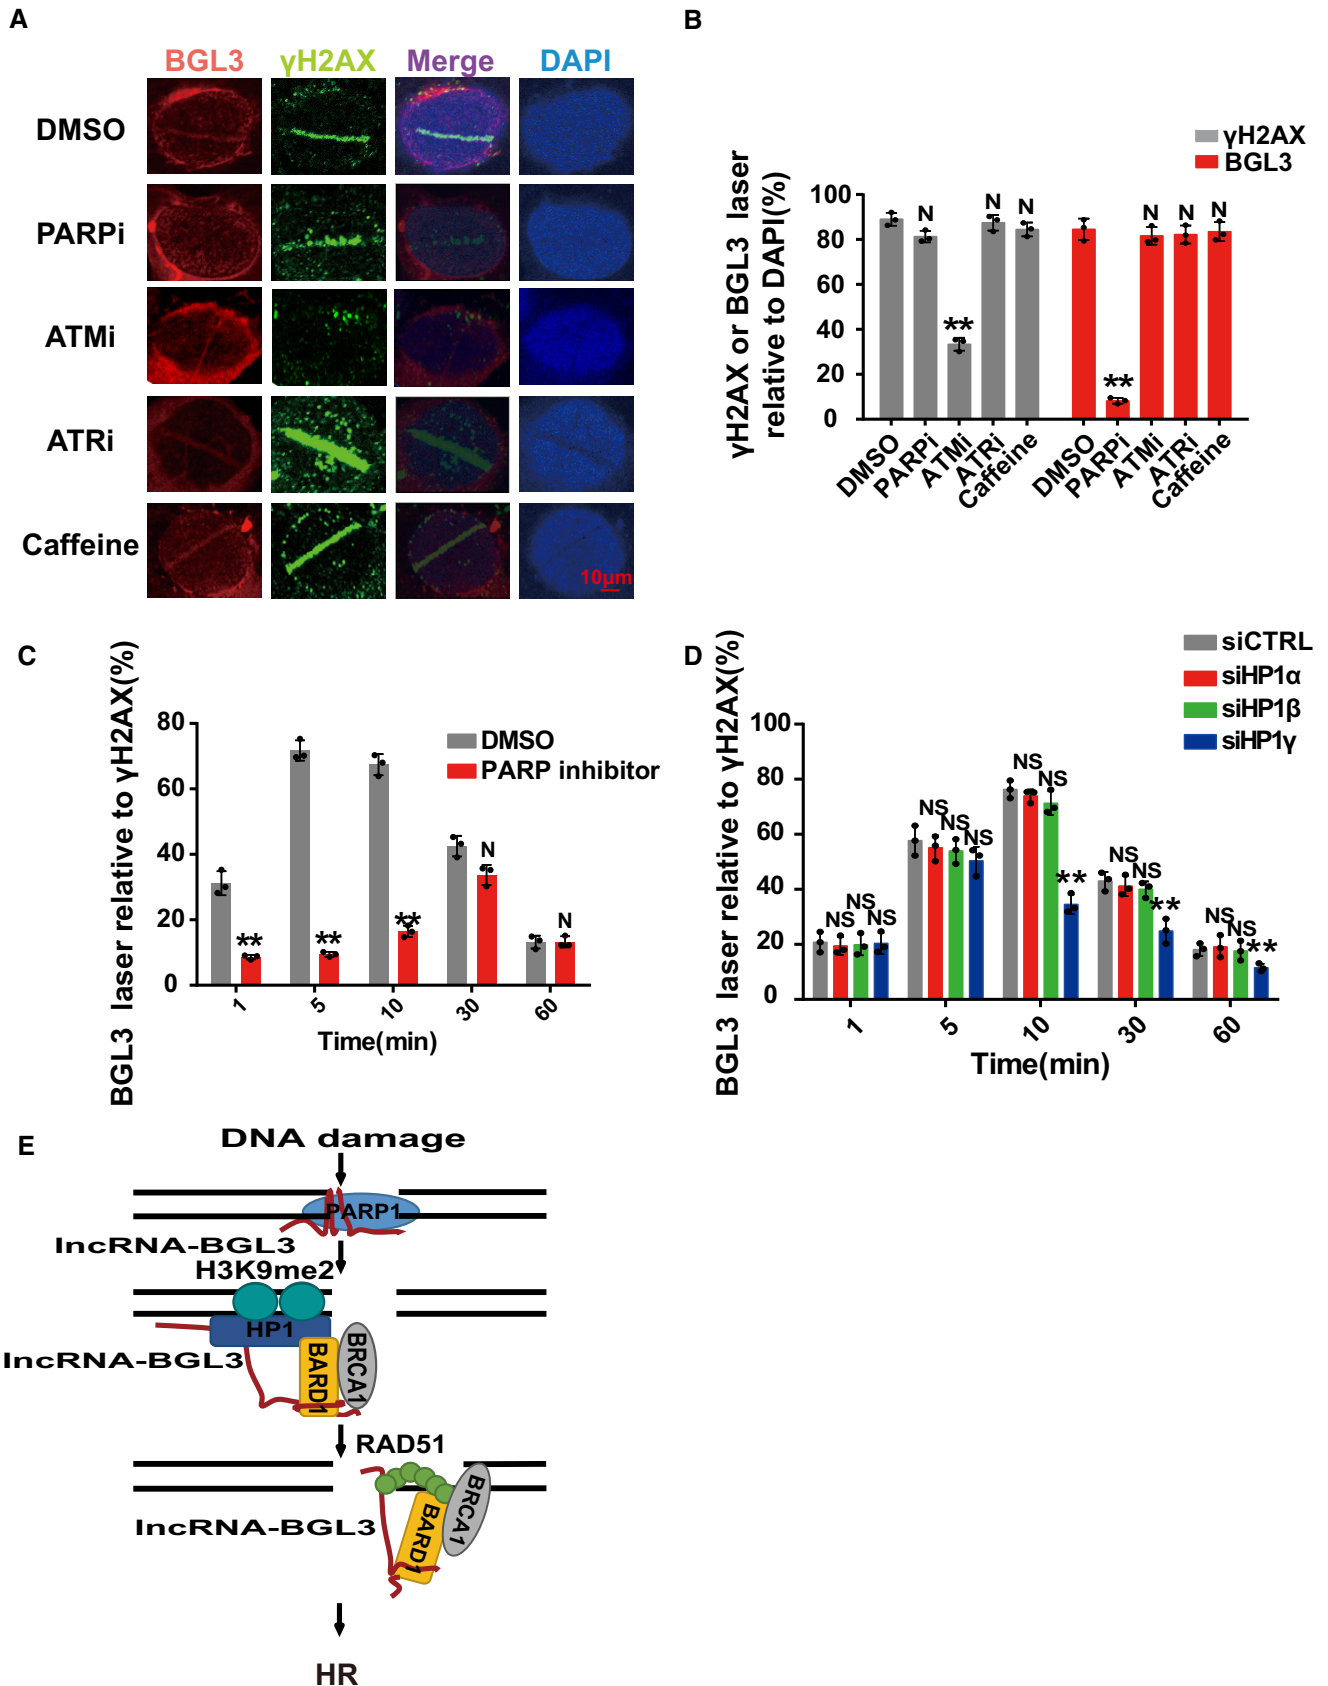 A
BGL3 γH2AX Merge DAPI
DMSO
PARPi
ATMi
ATRi
Caffeine
10μm
B
γH2AX or BGL3 laser
relative to DAPI(%)
γH2AX
BGL3
100
80
60
40
20
0
N
**
N
N
**
N
N
N
DMSO
PARPi
ATMi
ATRi
Caffeine
DMSO
PARPi
ATMi
ATRi
Caffeine
C
BGL3 laser relative to γH2AX(%)
DMSO
PARP inhibitor
80
60
40
20
0
**
**
**
N
N
1 5 10 30 60
Time(min)
D
BGL3 laser relative to γH2AX(%)
siCTRL
siHP1α
siHP1β
siHP1γ
100
80
60
40
20
0
NS NS NS
NS NS NS
NS NS **
NS NS **
NS NS **
1 5 10 30 60
Time(min)
E
DNA damage
PARP1
lncRNA-BGL3
H3K9me2
HP1
lncRNA-BGL3
BARD1
BRCA1
RAD51
lncRNA-BGL3
BARD1
BRCA1
HR